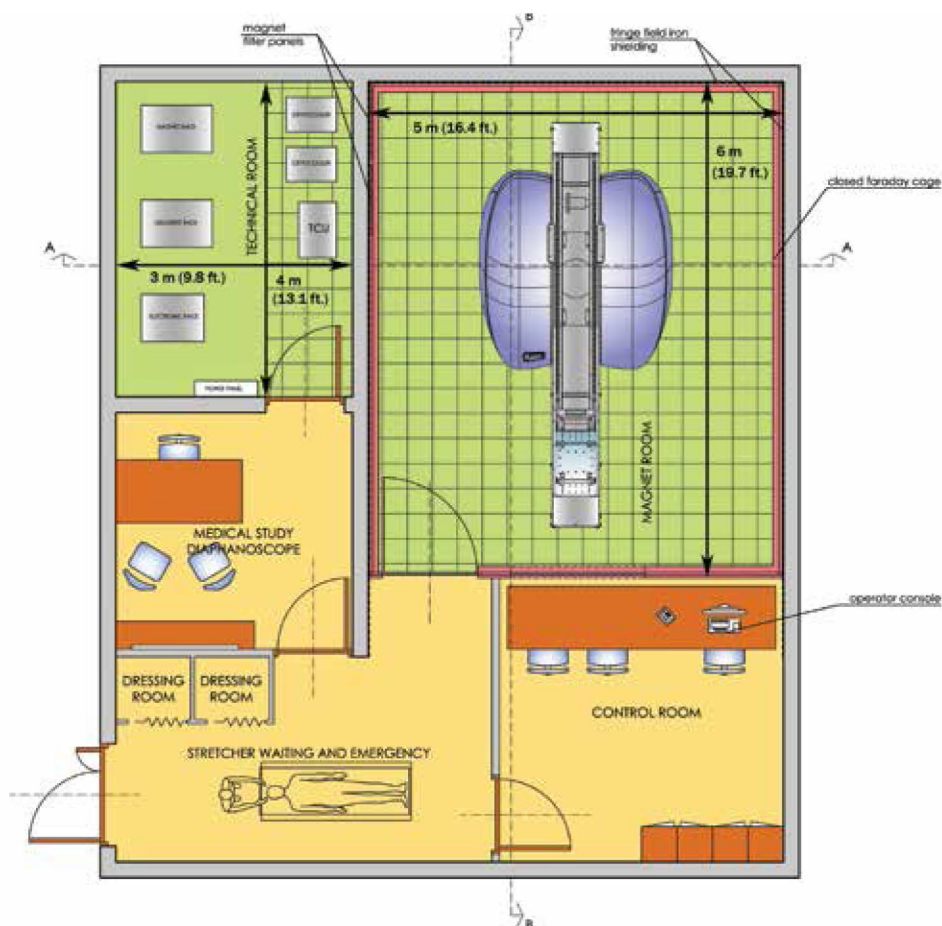 B
magnet
filter panels
fringe field iron
shielding
5 m (16.4 ft.)
6 m
(19.7 ft.)
closed faraday cage
TECHNICAL ROOM
TCU
A
A
3 m (9.8 ft.)
4 m
(13.1 ft.)
POWER PANEL
MAGNET ROOM
MEDICAL STUDY
DIAPHANOSCOPE
operator console
DRESSING
ROOM
DRESSING
ROOM
CONTROL ROOM
STRETCHER WAITING AND EMERGENCY
B